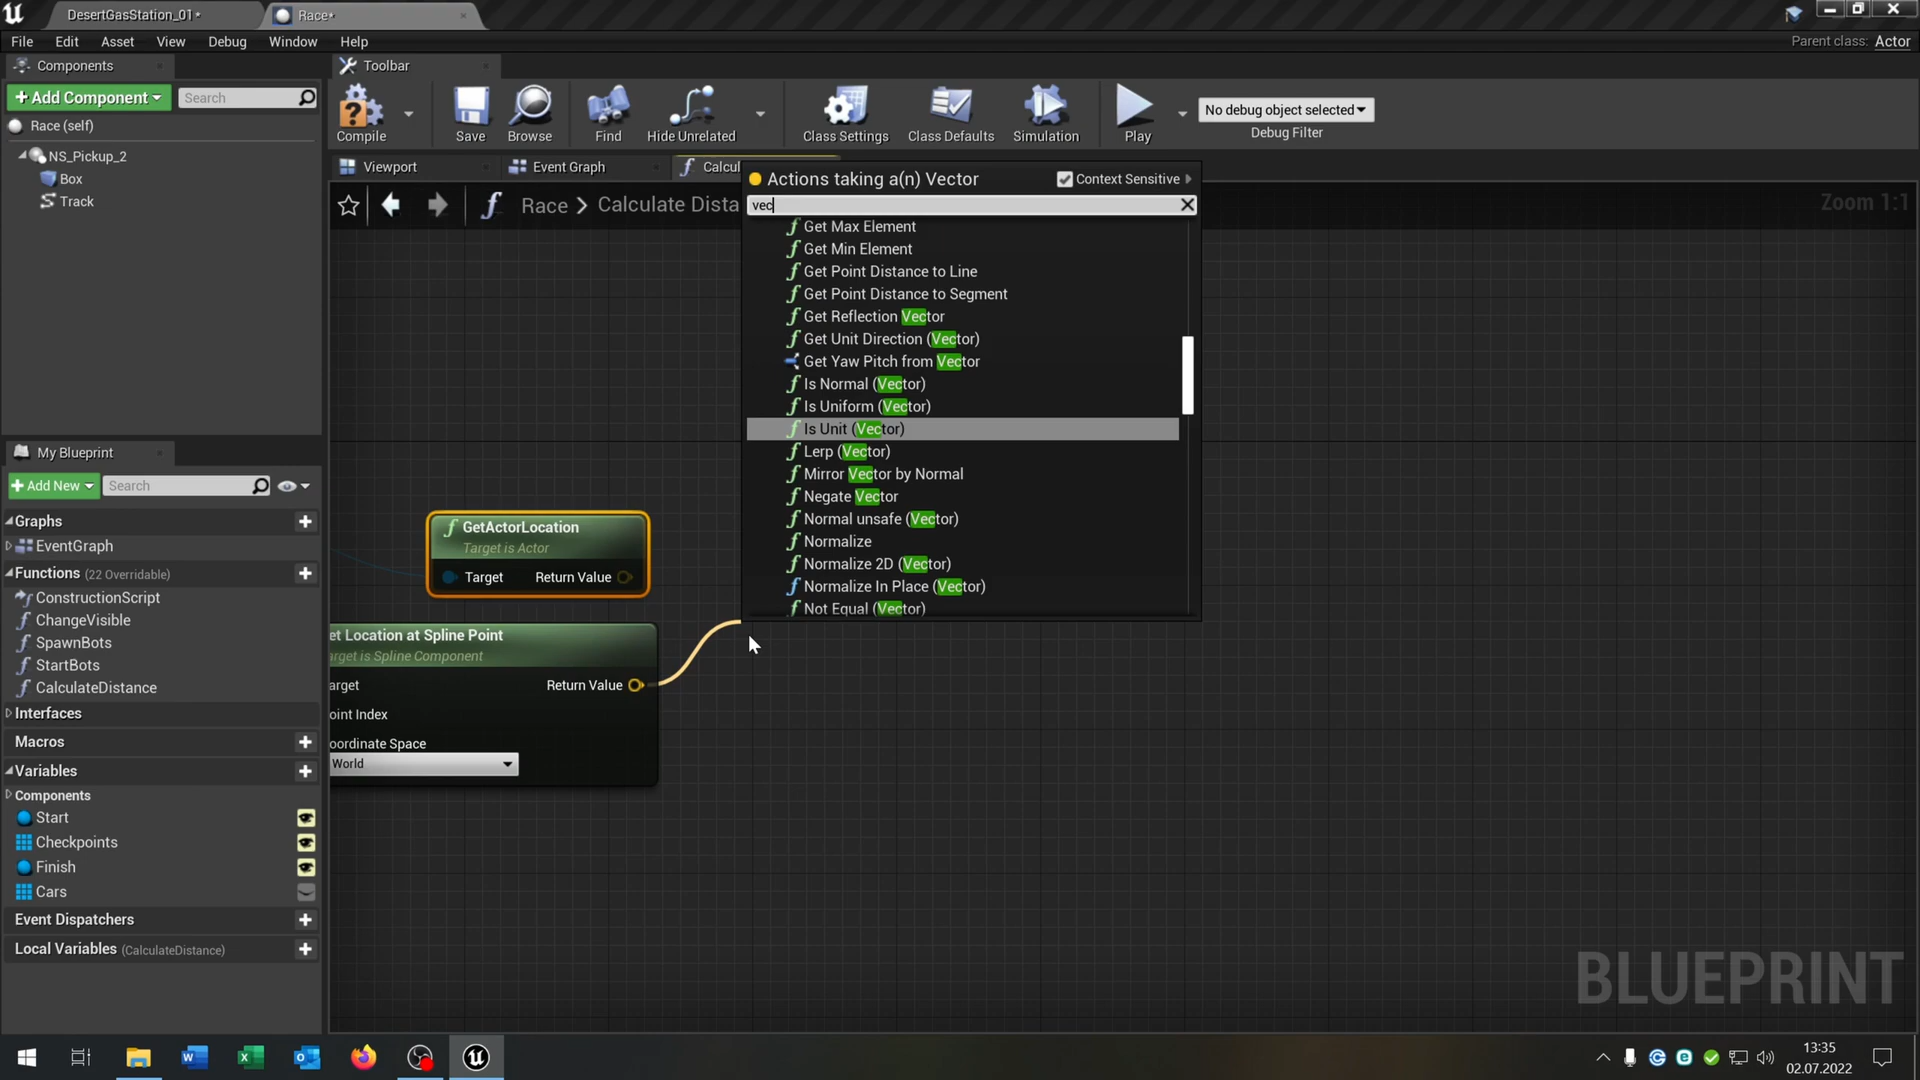 DesertGasStation_01*
Race*
File Edit Asset View Debug Window Help
Parent class: Actor
Components
Toolbar
+ Add Component
Search
Race (self)
NS_Pickup_2
Box
Track
Compile
Save
Browse
Find
Hide Unrelated
Class Settings
Class Defaults
Simulation
Play
No debug object selected
Debug Filter
Viewport
Event Graph
Calcul
Race > Calculate Dista
Zoom 1:1
Actions taking a(n) Vector
Context Sensitive
vec
Get Max Element
Get Min Element
Get Point Distance to Line
Get Point Distance to Segment
Get Reflection Vector
Get Unit Direction (Vector)
Get Yaw Pitch from Vector
Is Normal (Vector)
Is Uniform (Vector)
Is Unit (Vector)
Lerp (Vector)
Mirror Vector by Normal
Negate Vector
Normal unsafe (Vector)
Normalize
Normalize 2D (Vector)
Normalize In Place (Vector)
Not Equal (Vector)
My Blueprint
+ Add New
Search
Graphs
EventGraph
Functions (22 Overridable)
ConstructionScript
ChangeVisible
SpawnBots
StartBots
CalculateDistance
Interfaces
Macros
Variables
Components
Start
Checkpoints
Finish
Cars
Event Dispatchers
Local Variables (CalculateDistance)
GetActorLocation
Target is Actor
Target
Return Value
et Location at Spline Point
arget is Spline Component
arget
Return Value
oint Index
oordinate Space
World
BLUEPRINT
13:35
02.07.2022